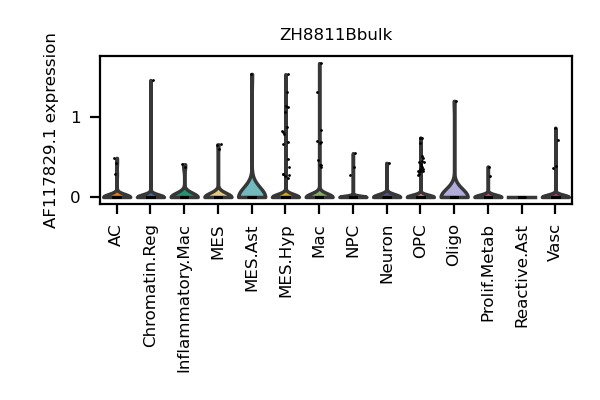 ZH8811Bbulk
AF117829.1 expression
1
0
AC
Chromatin.Reg
Inflammatory.Mac
MES
MES.Ast
MES.Hyp
Mac
NPC
Neuron
OPC
Oligo
Prolif.Metab
Reactive.Ast
Vasc